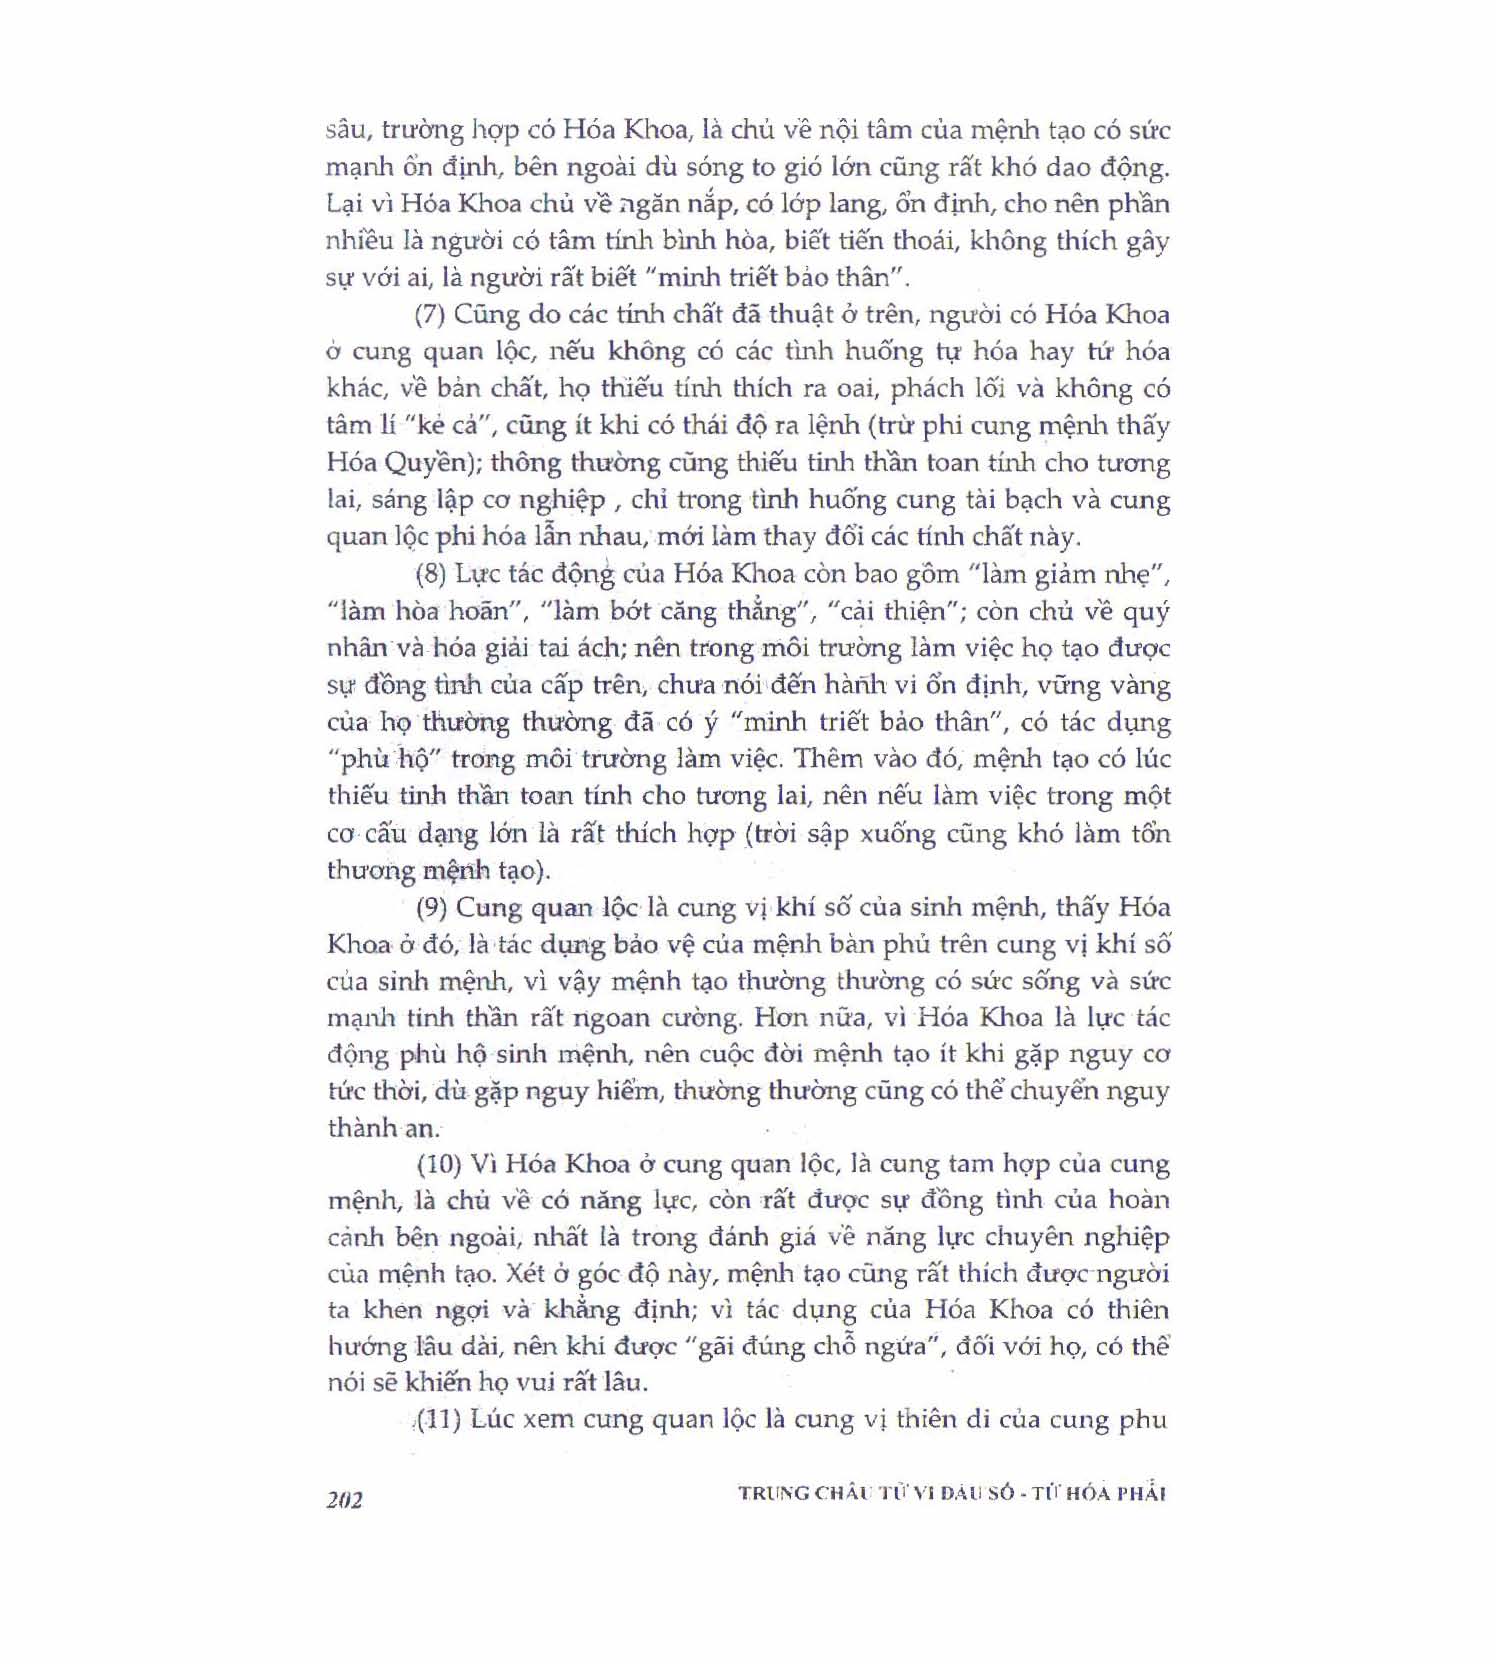 sâu, trường hợp có Hóa Khoa, là chủ về nội tâm của mệnh tạo có sức
mạnh ổn định, bên ngoài dù sóng to gió lớn cũng rất khó dao động.
Lại vì Hóa Khoa chủ về ngăn nắp, có lớp lang, ổn định, cho nên phần
nhiều là người có tâm tính bình hòa, biết tiến thoái, không thích gây
sự với ai, là người rất biết "minh triết bảo thân".
(7) Cũng do các tính chất đã thuật ở trên, người có Hóa Khoa
ở cung quan lộc, nếu không có các tình huống tự hóa hay tứ hóa
khác, về bản chất, họ thiếu tính thích ra oai, phách lối và không có
tâm lí "kẻ cả", cũng ít khi có thái độ ra lệnh (trừ phi cung mệnh thấy
Hóa Quyền); thông thường cũng thiếu tinh thần toan tính cho tương
lai, sáng lập cơ nghiệp , chỉ trong tình huống cung tài bạch và cung
quan lộc phi hóa lẫn nhau, mới làm thay đổi các tính chất này.
(8) Lực tác động của Hóa Khoa còn bao gồm "làm giảm nhẹ",
"làm hòa hoãn", "làm bớt căng thẳng", "cải thiện"; còn chủ về quý
nhân và hóa giải tai ách; nên trong môi trường làm việc họ tạo được
sự đồng tình của cấp trên, chưa nói đến hành vi ổn định, vững vàng
của họ thường thường đã có ý "minh triết bảo thân", có tác dụng
"phù hộ" trong môi trường làm việc. Thêm vào đó, mệnh tạo có lúc
thiếu tinh thần toan tính cho tương lai, nên nếu làm việc trong một
cơ cấu dạng lớn là rất thích hợp (trời sập xuống cũng khó làm tổn
thương mệnh tạo).
(9) Cung quan lộc là cung vị khí số của sinh mệnh, thấy Hóa
Khoa ở đó, là tác dụng bảo vệ của mệnh bàn phủ trên cung vị khí số
của sinh mệnh, vì vậy mệnh tạo thường thường có sức sống và sức
mạnh tinh thần rất ngoan cường. Hơn nữa, vì Hóa Khoa là lực tác
động phù hộ sinh mệnh, nên cuộc đời mệnh tạo ít khi gặp nguy cơ
tức thời, dù gặp nguy hiểm, thường thường cũng có thể chuyển nguy
thành an.
(10) Vì Hóa Khoa ở cung quan lộc, là cung tam hợp của cung
mệnh, là chủ về có năng lực, còn rất được sự đồng tình của hoàn
cảnh bên ngoài, nhất là trong đánh giá về năng lực chuyên nghiệp
của mệnh tạo. Xét ở góc độ này, mệnh tạo cũng rất thích được người
ta khen ngợi và khẳng định; vì tác dụng của Hóa Khoa có thiên
hướng lâu dài, nên khi được "gãi đúng chỗ ngứa", đối với họ, có thể
nói sẽ khiến họ vui rất lâu.
(11) Lúc xem cung quan lộc là cung vị thiên di của cung phu
202
TRUNG CHÂU TỬ VI ĐẨU SỐ - TỨ HÓA PHÁI